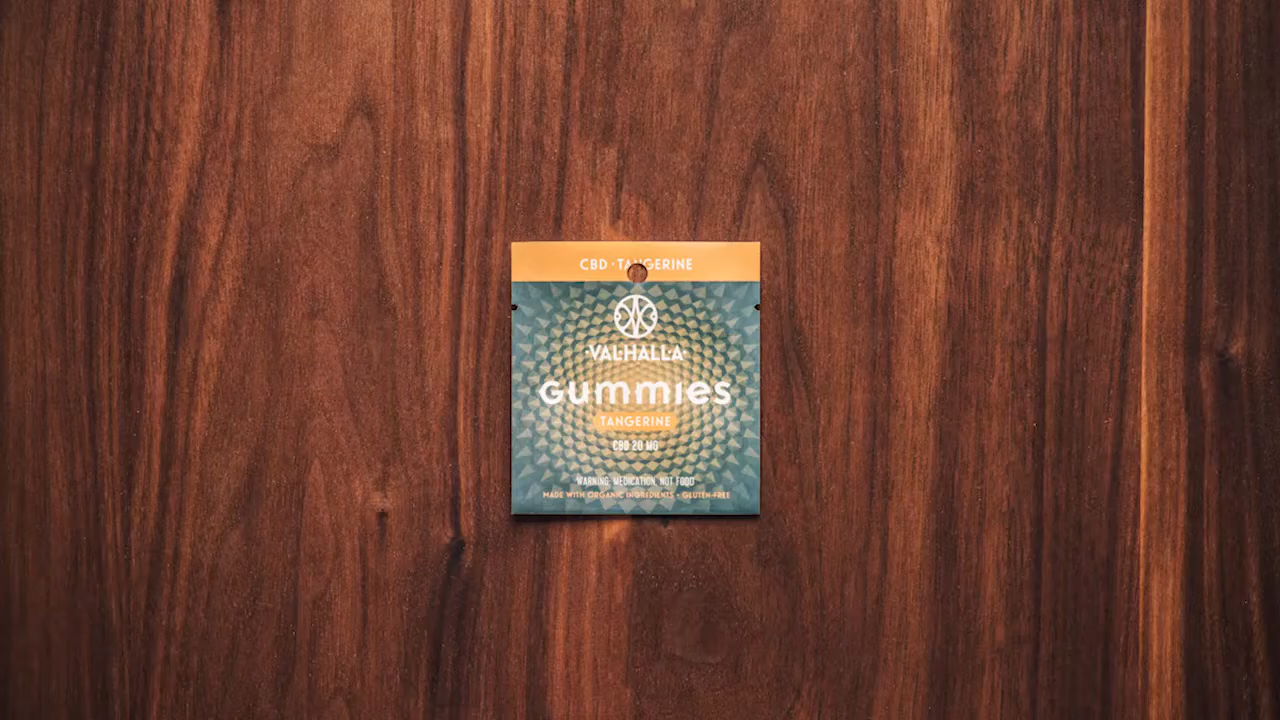 CBD · TANGERINE
·VALHALLA·
GUMMIES
TANGERINE
CBD 20 MG
WARNING: MEDICATION, NOT FOOD
MADE WITH ORGANIC INGREDIENTS • GLUTEN-FREE